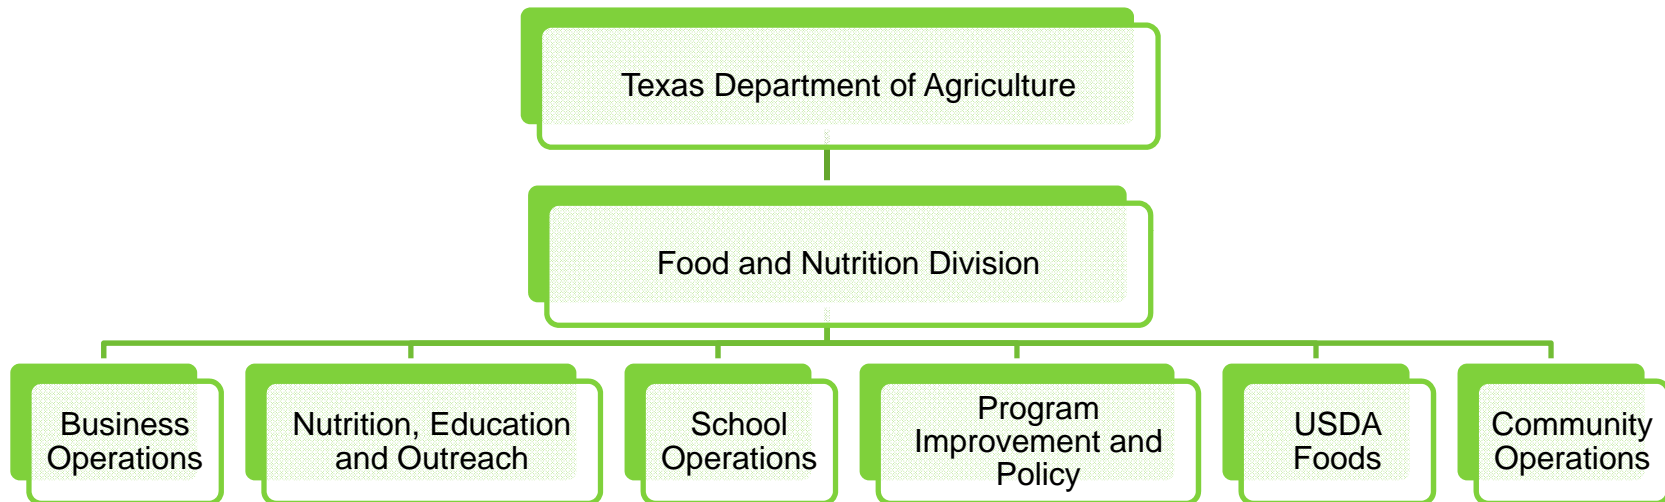 Texas Department of Agriculture
Food and Nutrition Division
Business
Operations
Nutrition, Education
and Outreach
School
Operations
Program
Improvement and
Policy
USDA
Foods
Community
Operations